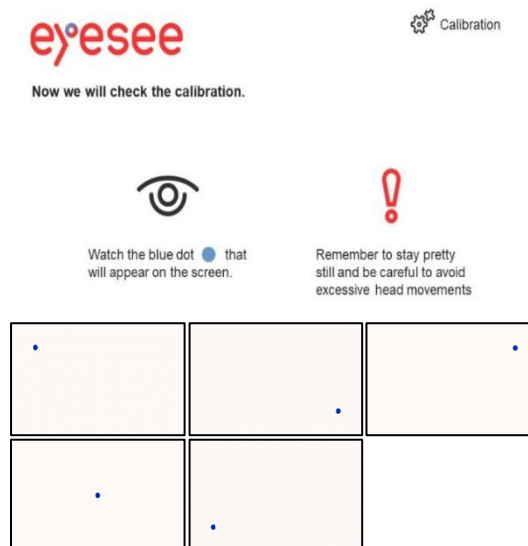 eyesee
Calibration
Now we will check the calibration.
Watch the blue dot that
will appear on the screen.
Remember to stay pretty
still and be careful to avoid
excessive head movements